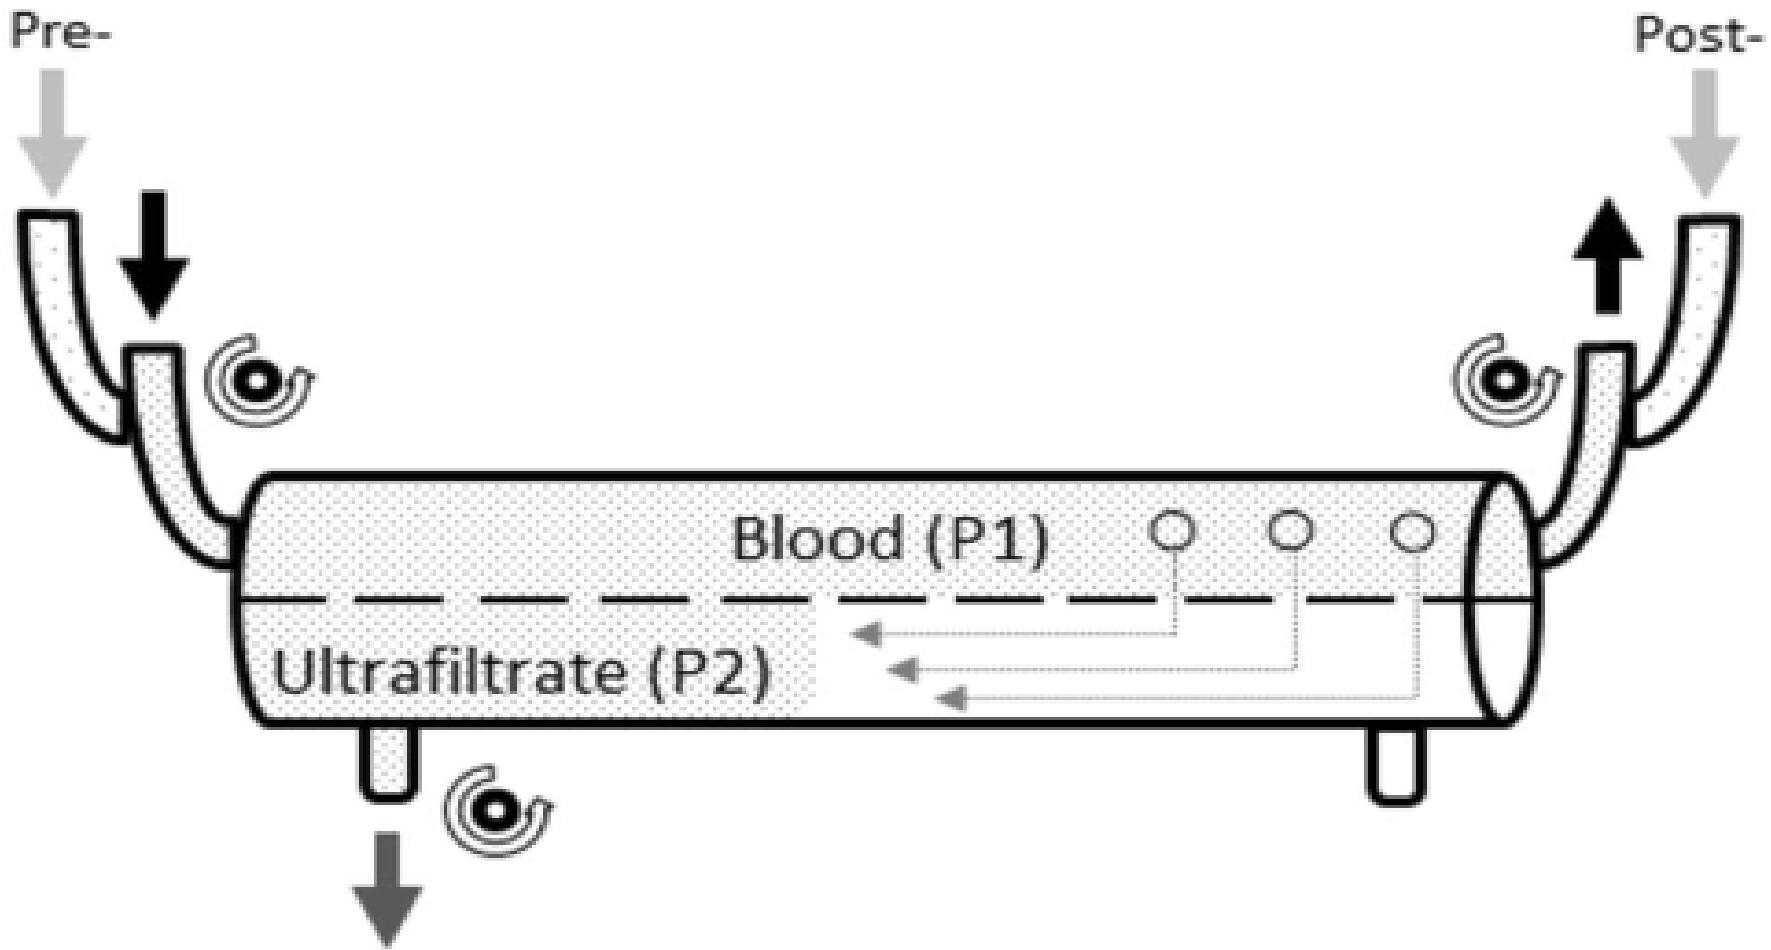 Pre-
Post-
Blood (P1)
Ultrafiltrate (P2)